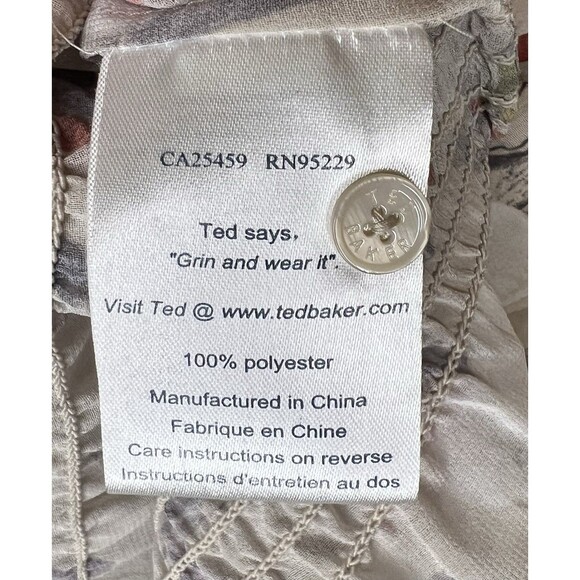 CA25459 RN95229
Ted says,
"Grin and wear it".
Visit Ted @ www.tedbaker.com
100% polyester
Manufactured in China
Fabrique en Chine
Care instructions on reverse
Instructions d'entretien au dos
TED
BAKER